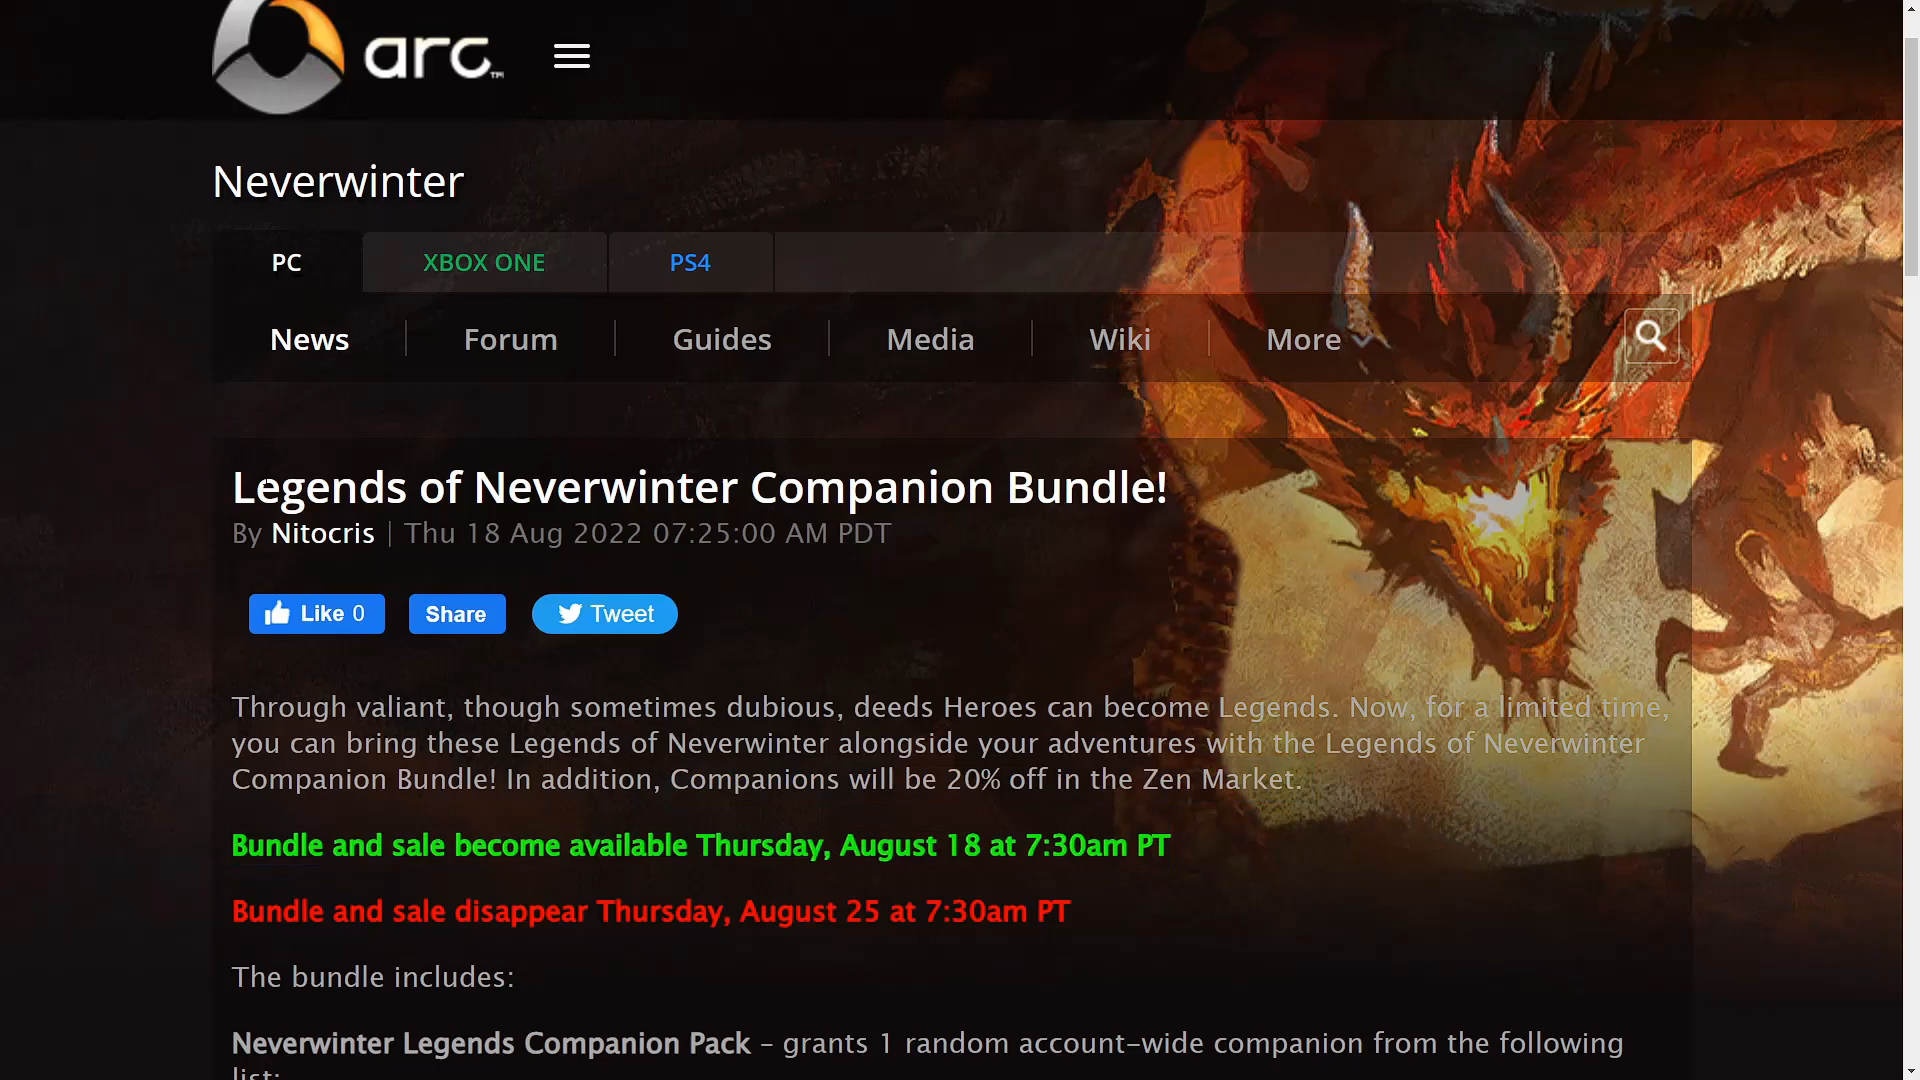 arc™
Neverwinter
PC XBOX ONE PS4
News Forum Guides Media Wiki More
Legends of Neverwinter Companion Bundle!
By Nitocris | Thu 18 Aug 2022 07:25:00 AM PDT
Like 0 Share Tweet
Through valiant, though sometimes dubious, deeds Heroes can become Legends. Now, for a limited time,
you can bring these Legends of Neverwinter alongside your adventures with the Legends of Neverwinter
Companion Bundle! In addition, Companions will be 20% off in the Zen Market.
Bundle and sale become available Thursday, August 18 at 7:30am PT
Bundle and sale disappear Thursday, August 25 at 7:30am PT
The bundle includes:
Neverwinter Legends Companion Pack – grants 1 random account-wide companion from the following
list: